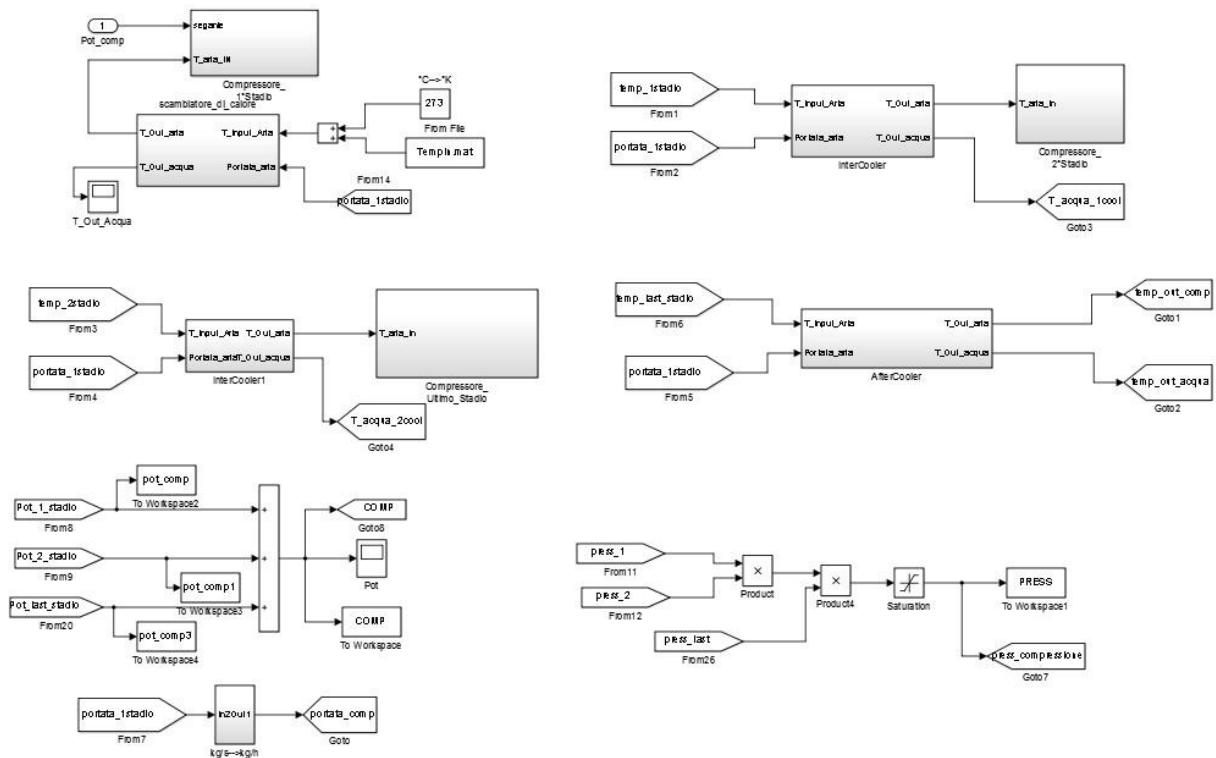 1
Pot_comp
segante
T_aria_IN
Compressore_
1°Stadio
scambiatore_di_calore
T_Out_aria
T_Input_Aria
T_Out_acqua
Portata_aria
T_Out_Acqua
°C-->°K
273
From File
TempIn.mat
From14
portata_1stadio
temp_1stadio
From1
portata_1stadio
From2
T_Input_Aria
T_Out_aria
Portata_aria
T_Out_acqua
InterCooler
T_aria_in
Compressore_
2°Stadio
T_acqua_1cool
Goto3
temp_2stadio
From3
portata_1stadio
From4
T_Input_Aria
T_Out_aria
Portata_aria
T_Out_acqua
InterCooler1
T_aria_in
Compressore_
Ultimo_Stadio
T_acqua_2cool
Goto4
temp_last_stadio
From6
portata_1stadio
From5
T_Input_Aria
T_Out_aria
Portata_aria
T_Out_acqua
AfterCooler
temp_out_comp
Goto1
temp_out_acqua
Goto2
Pot_1_stadio
From8
pot_comp
To Workspace2
Pot_2_stadio
From9
pot_comp1
To Workspace3
Pot_last_stadio
From20
pot_comp3
To Workspace4
COMP
Goto8
Pot
COMP
To Workspace
press_1
From11
press_2
From12
Product
press_last
From26
Product4
Saturation
PRESS
To Workspace1
press_compressione
Goto7
portata_1stadio
From7
In2Out1
kg/s-->kg/h
portata_comp
Goto